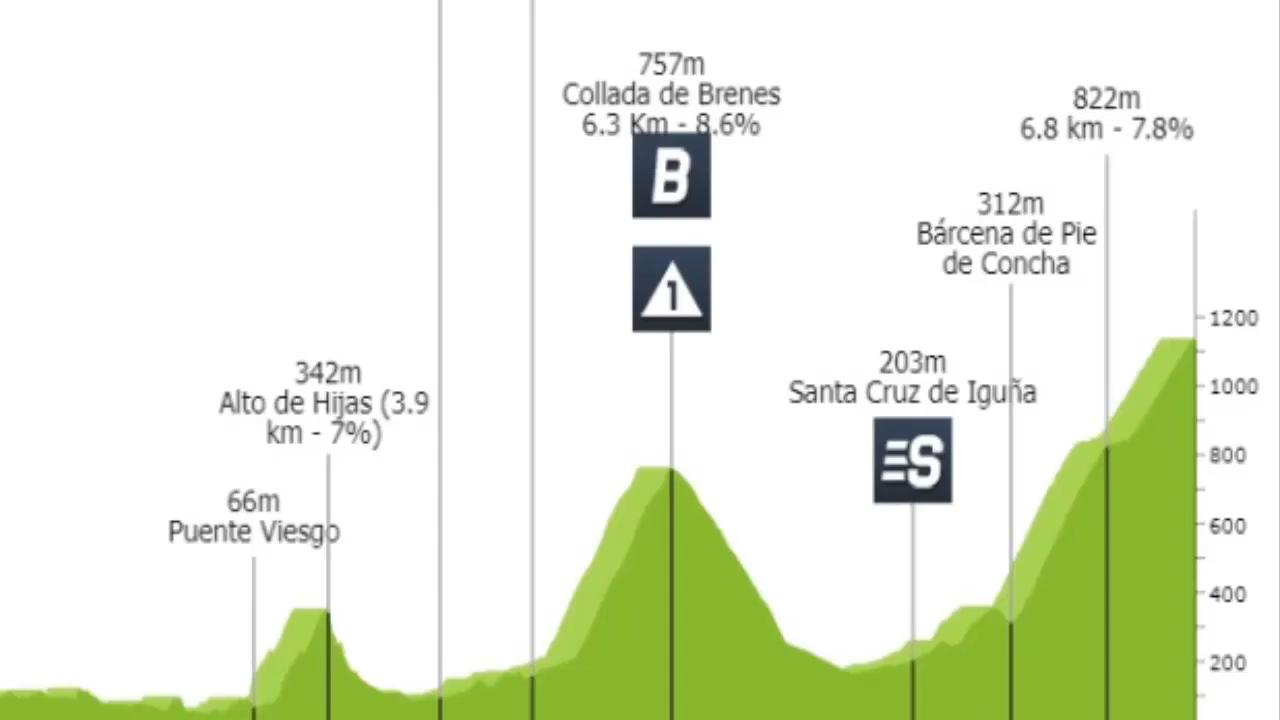 757m
Collada de Brenes
6.3 Km - 8.6%
B
1
822m
6.8 km - 7.8%
312m
Bárcena de Pie
de Concha
342m
Alto de Hijas (3.9
km - 7%)
203m
Santa Cruz de Iguña
S
66m
Puente Viesgo
1200
1000
800
600
400
200